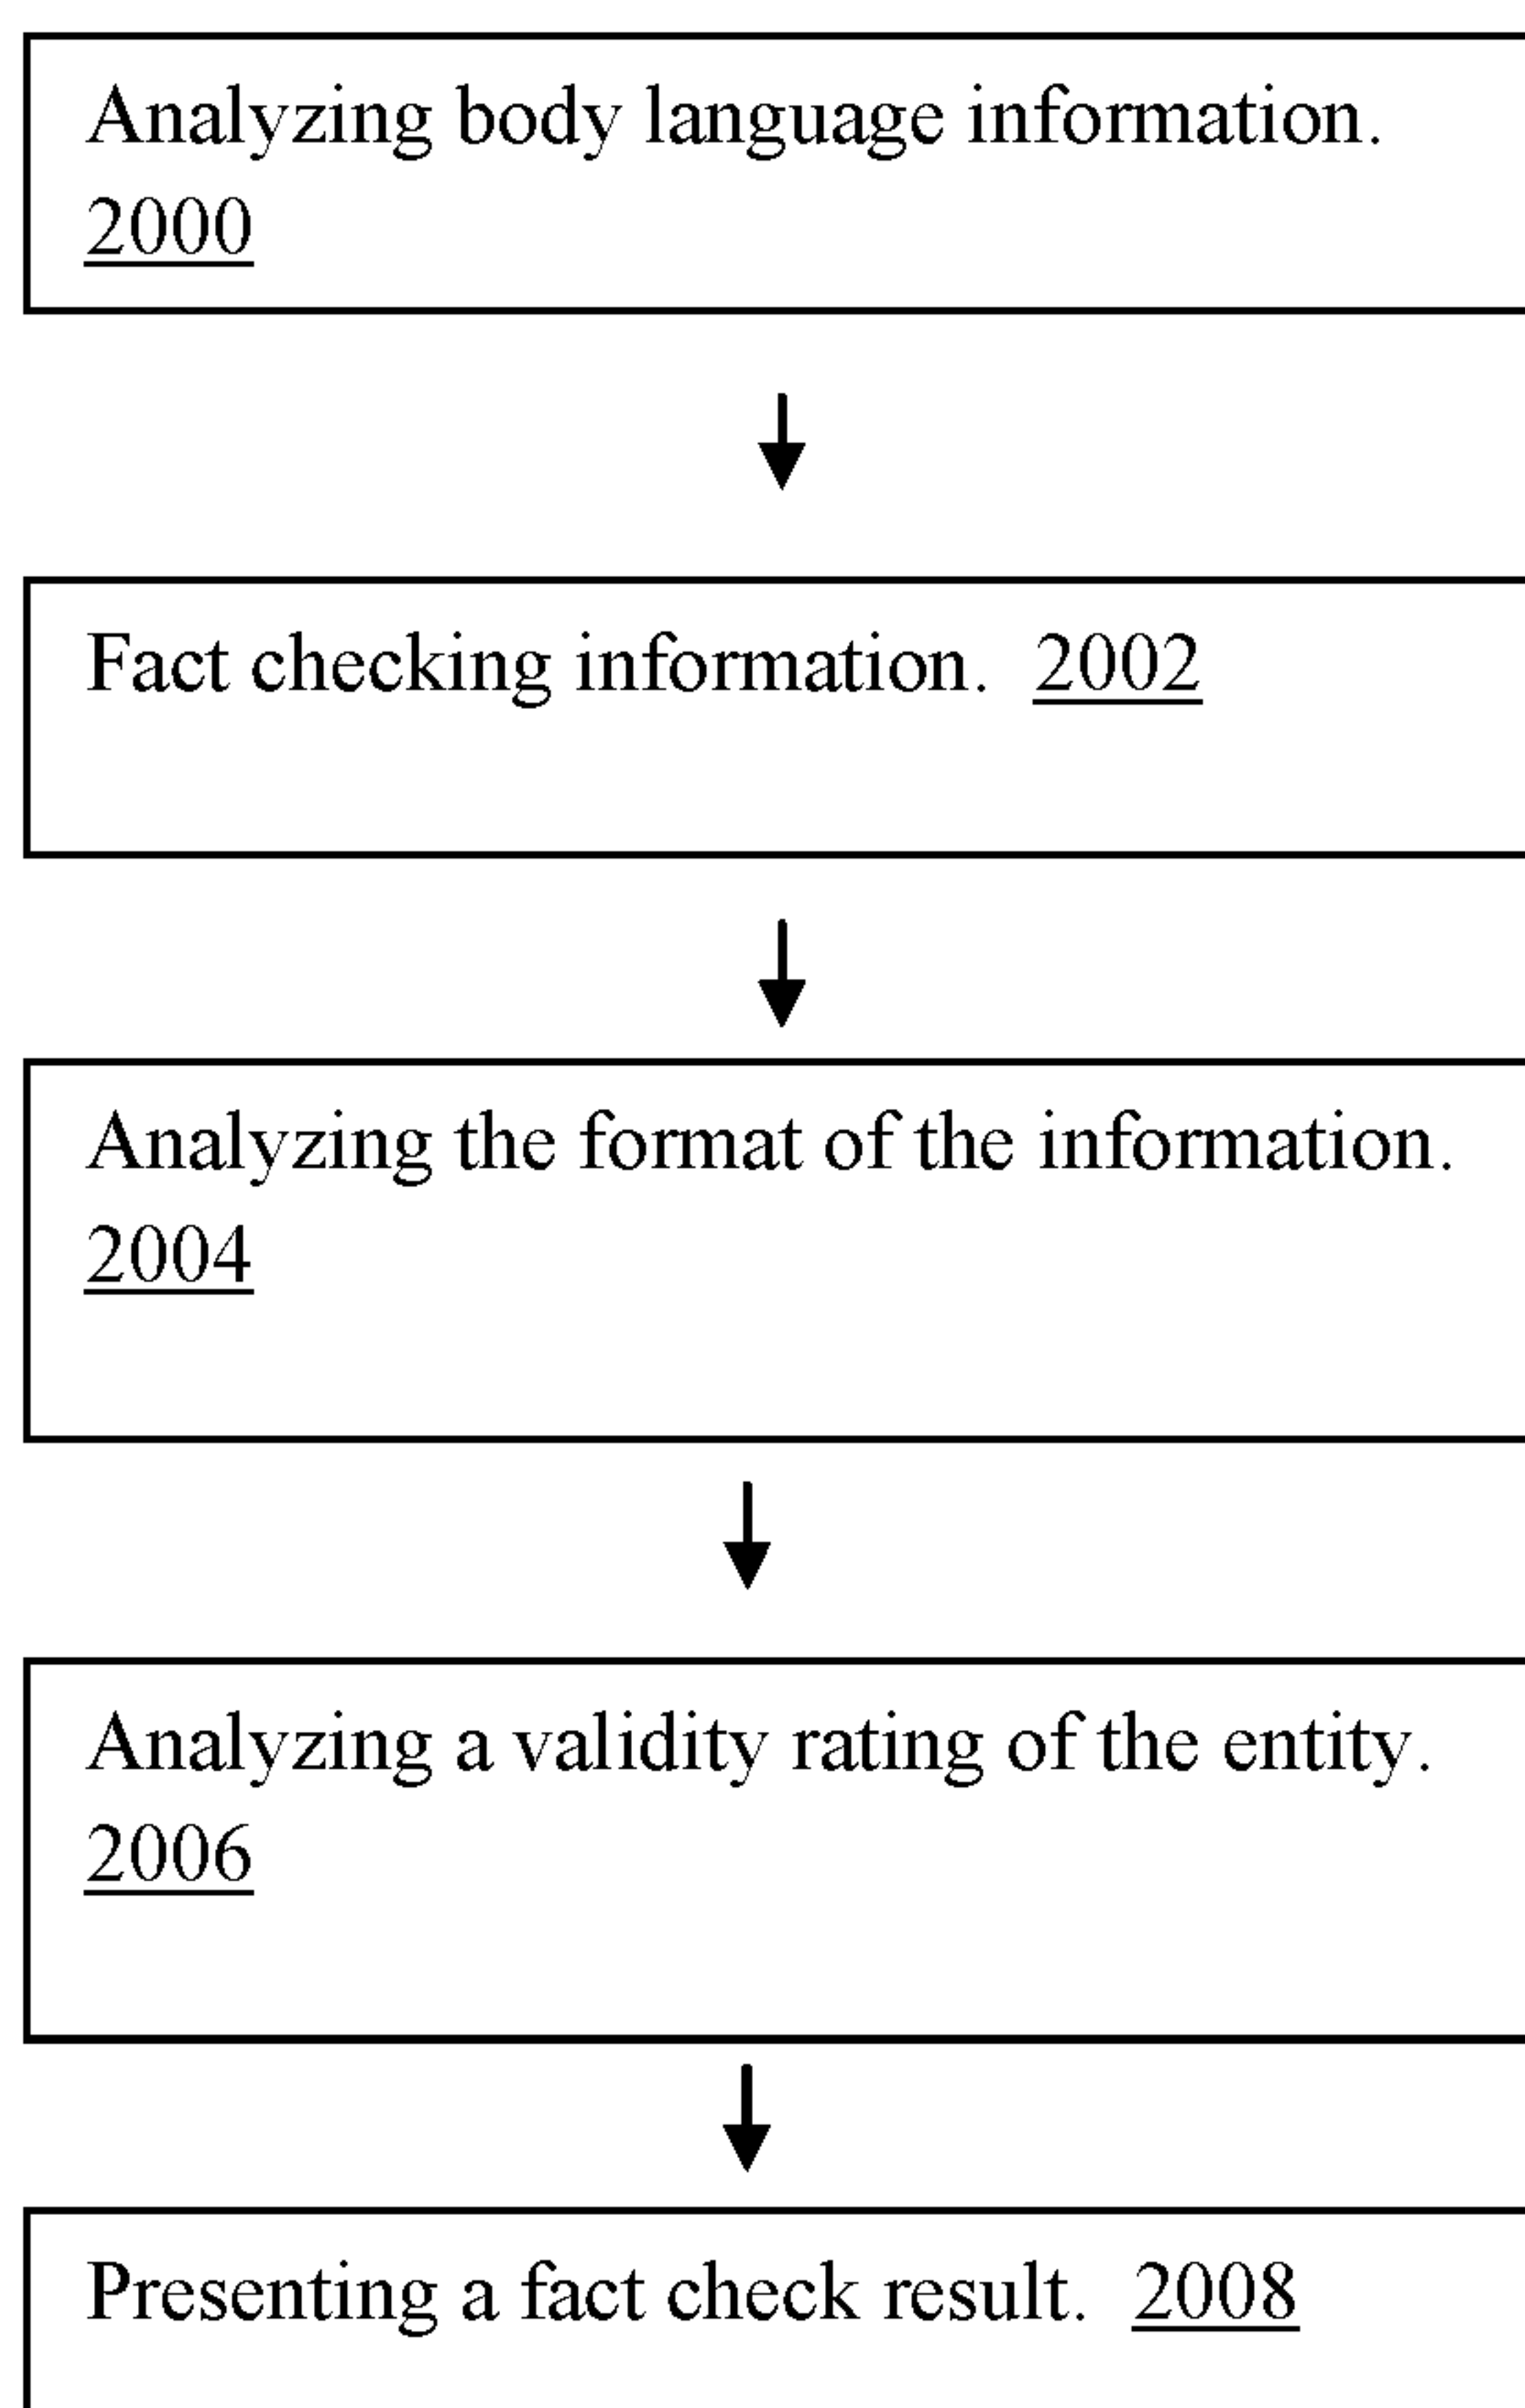 Analyzing body language information.
2000
Fact checking information. 2002
Analyzing the format of the information.
2004
Analyzing a validity rating of the entity.
2006
Presenting a fact check result. 2008